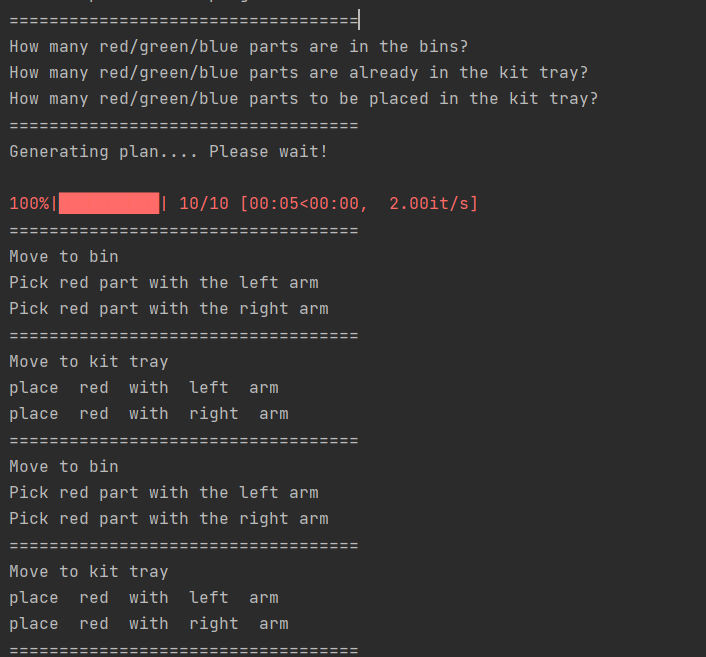 ===================================
How many red/green/blue parts are in the bins?
How many red/green/blue parts are already in the kit tray?
How many red/green/blue parts to be placed in the kit tray?
===================================
Generating plan.... Please wait!
100%|██████████| 10/10 [00:05<00:00,  2.00it/s]
===================================
Move to bin
Pick red part with the left arm
Pick red part with the right arm
===================================
Move to kit tray
place  red  with  left  arm
place  red  with  right  arm
===================================
Move to bin
Pick red part with the left arm
Pick red part with the right arm
===================================
Move to kit tray
place  red  with  left  arm
place  red  with  right  arm
===================================